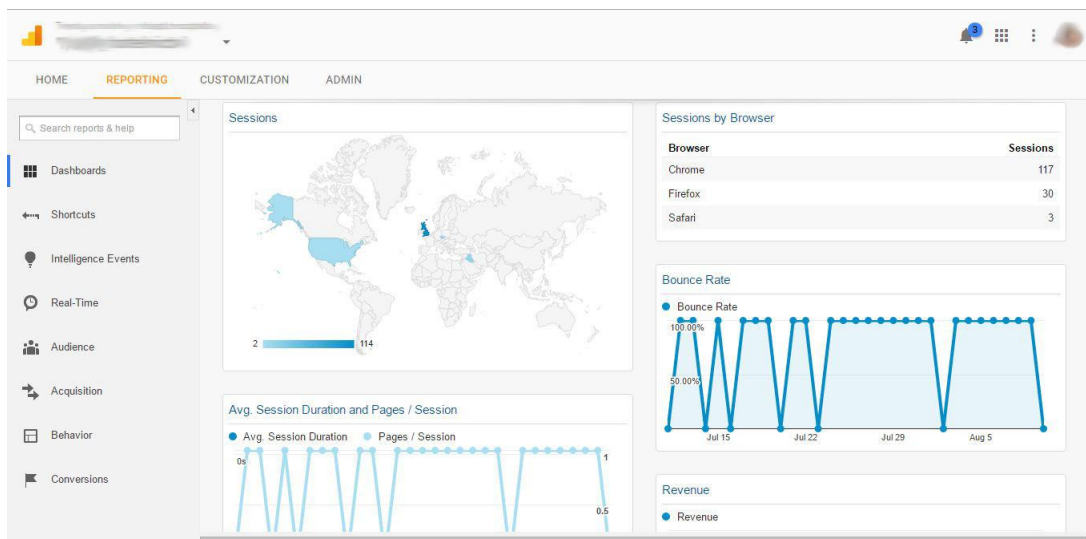 3
HOME REPORTING CUSTOMIZATION ADMIN
Search reports & help
Dashboards
Shortcuts
Intelligence Events
Real-Time
Audience
Acquisition
Behavior
Conversions
Sessions
2 114
Avg. Session Duration and Pages / Session
Avg. Session Duration Pages / Session
0s 1
0.5
Sessions by Browser
Browser Sessions
Chrome 117
Firefox 30
Safari 3
Bounce Rate
Bounce Rate
100.00%
50.00%
Jul 15 Jul 22 Jul 29 Aug 5
Revenue
Revenue